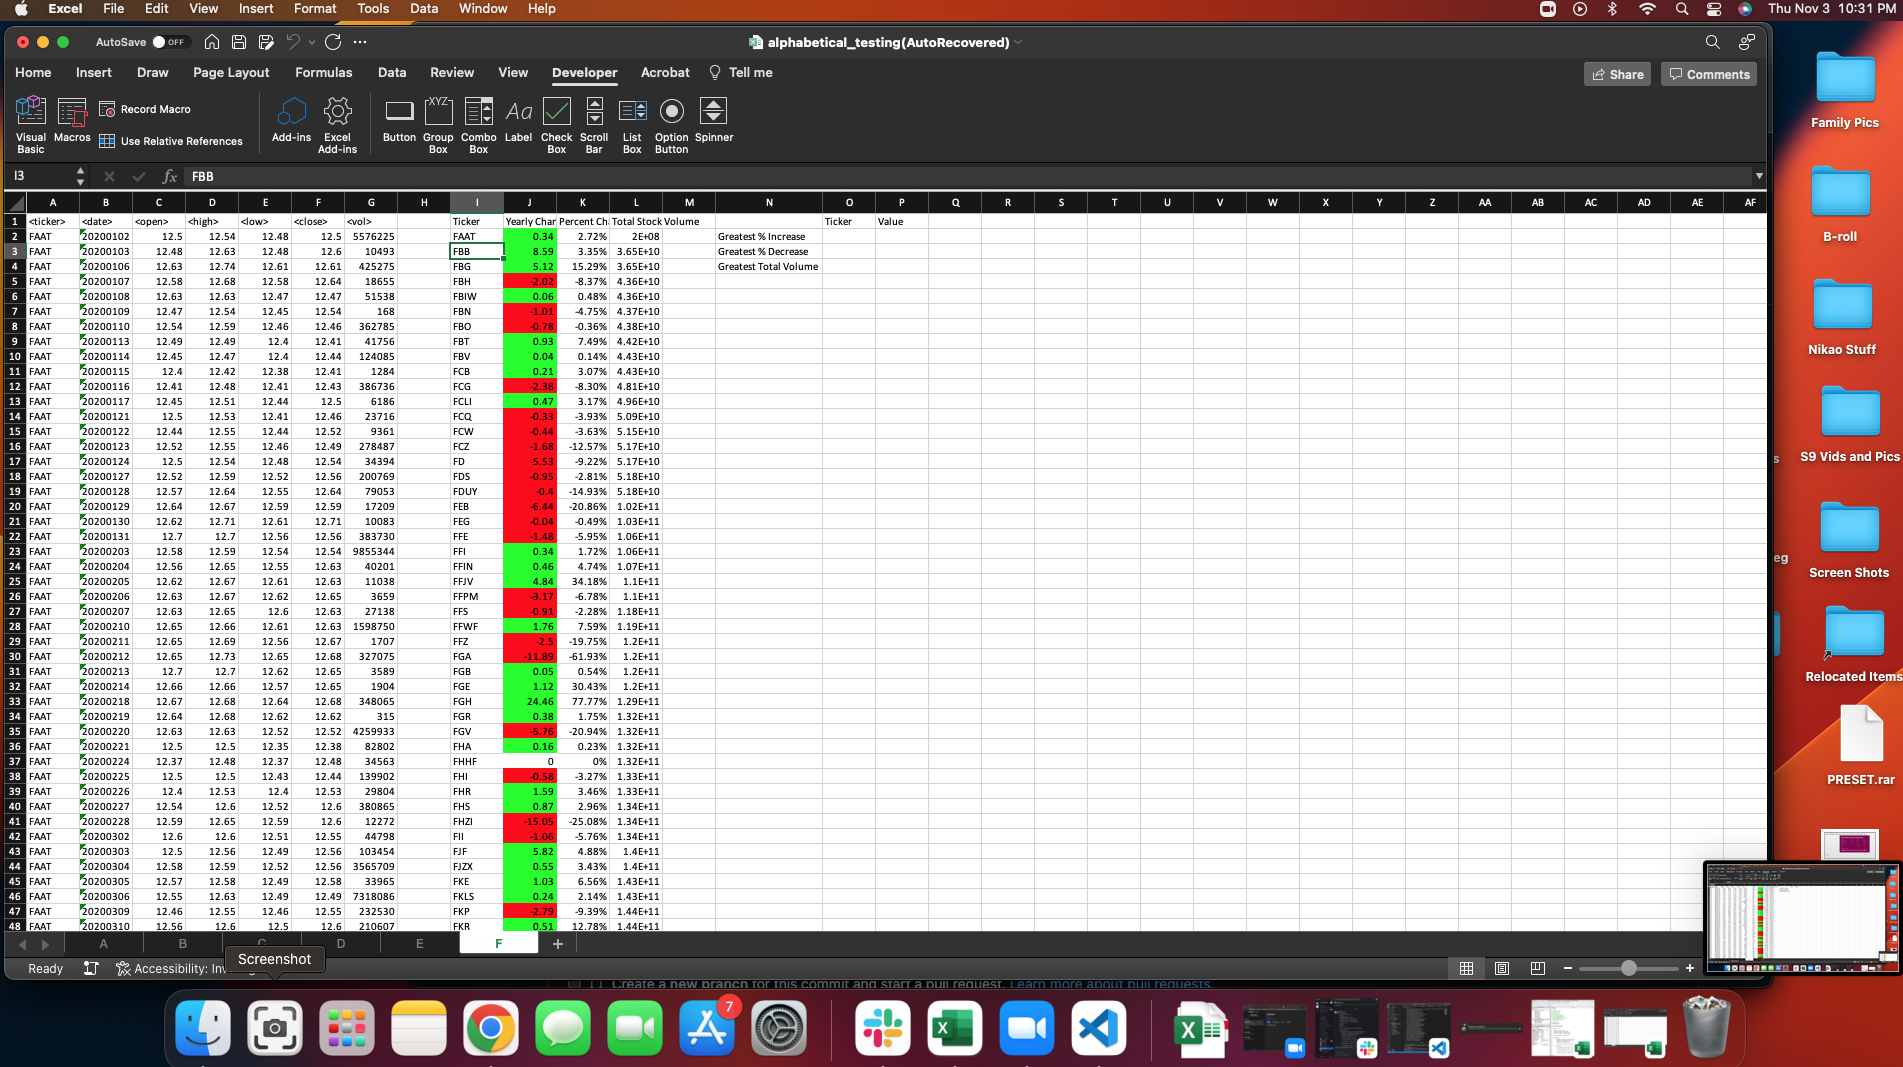 Excel File Edit View Insert Format Tools Data Window Help Thu Nov 3 10:31 PM
AutoSave OFF alphabetical_testing(AutoRecovered)
Home Insert Draw Page Layout Formulas Data Review View Developer Acrobat Tell me Share Comments
Visual Basic Macros Record Macro Use Relative References Add-ins Excel Add-ins Button Group Box Combo Box Label Check Box Scroll Bar List Box Option Button Spinner
XYZ Aa
I3 fx FBB
A B C D E F G H I J K L M N O P Q R S T U V W X Y Z AA AB AC AD AE AF
1 <ticker> <date> <open> <high> <low> <close> <vol> Ticker Yearly Char Percent Ch Total Stock Volume Ticker Value
2 FAAT 20200102 12.5 12.54 12.48 12.5 5576225 FAAT 0.34 2.72% 2E+08 Greatest % Increase
3 FAAT 20200103 12.48 12.63 12.48 12.6 10493 FBB 8.59 3.35% 3.65E+10 Greatest % Decrease
4 FAAT 20200106 12.63 12.74 12.61 12.61 425275 FBG 5.12 15.29% 3.65E+10 Greatest Total Volume
5 FAAT 20200107 12.58 12.68 12.58 12.64 18655 FBH -2.02 -8.37% 4.36E+10
6 FAAT 20200108 12.63 12.63 12.47 12.47 51538 FBIW 0.06 0.48% 4.36E+10
7 FAAT 20200109 12.47 12.54 12.45 12.54 168 FBN -1.01 -4.75% 4.37E+10
8 FAAT 20200110 12.54 12.59 12.46 12.46 362785 FBO -0.78 -0.36% 4.38E+10
9 FAAT 20200113 12.49 12.49 12.4 12.41 41756 FBT 0.93 7.49% 4.42E+10
10 FAAT 20200114 12.45 12.47 12.4 12.44 124085 FBV 0.04 0.14% 4.43E+10
11 FAAT 20200115 12.4 12.42 12.38 12.41 1284 FCB 0.21 3.07% 4.43E+10
12 FAAT 20200116 12.41 12.48 12.41 12.43 386736 FCG -2.38 -8.30% 4.81E+10
13 FAAT 20200117 12.45 12.51 12.44 12.5 6186 FCLI 0.47 3.17% 4.96E+10
14 FAAT 20200121 12.5 12.53 12.41 12.46 23716 FCQ -0.33 -3.93% 5.09E+10
15 FAAT 20200122 12.44 12.55 12.44 12.52 9361 FCW -0.44 -3.63% 5.15E+10
16 FAAT 20200123 12.52 12.55 12.46 12.49 278487 FCZ -1.68 -12.57% 5.17E+10
17 FAAT 20200124 12.5 12.54 12.48 12.54 34394 FD -5.53 -9.22% 5.17E+10
18 FAAT 20200127 12.52 12.59 12.52 12.56 200769 FDS -0.95 -2.81% 5.18E+10
19 FAAT 20200128 12.57 12.64 12.55 12.64 79053 FDUY -0.4 -14.93% 5.18E+10
20 FAAT 20200129 12.64 12.67 12.59 12.59 17209 FEB -6.44 -20.86% 1.02E+11
21 FAAT 20200130 12.62 12.71 12.61 12.71 10083 FEG -0.04 -0.49% 1.03E+11
22 FAAT 20200131 12.7 12.7 12.56 12.56 383730 FFE -1.48 -5.95% 1.06E+11
23 FAAT 20200203 12.58 12.59 12.54 12.54 9855344 FFI 0.34 1.72% 1.06E+11
24 FAAT 20200204 12.56 12.65 12.55 12.63 40201 FFIN 0.46 4.74% 1.07E+11
25 FAAT 20200205 12.62 12.67 12.61 12.63 11038 FFJV 4.84 34.18% 1.1E+11
26 FAAT 20200206 12.63 12.67 12.62 12.65 3659 FFPM -3.17 -6.78% 1.1E+11
27 FAAT 20200207 12.63 12.65 12.6 12.63 27138 FFS -0.91 -2.28% 1.18E+11
28 FAAT 20200210 12.65 12.66 12.61 12.63 1598750 FFWF 1.76 7.59% 1.19E+11
29 FAAT 20200211 12.65 12.69 12.56 12.67 1707 FFZ -2.5 -19.75% 1.2E+11
30 FAAT 20200212 12.65 12.73 12.65 12.68 327075 FGA -11.89 -61.93% 1.2E+11
31 FAAT 20200213 12.7 12.7 12.62 12.65 3589 FGB 0.05 0.54% 1.2E+11
32 FAAT 20200214 12.66 12.66 12.57 12.65 1904 FGE 1.12 30.43% 1.2E+11
33 FAAT 20200218 12.67 12.68 12.64 12.68 348065 FGH 24.46 77.77% 1.29E+11
34 FAAT 20200219 12.64 12.68 12.62 12.62 315 FGR 0.38 1.75% 1.32E+11
35 FAAT 20200220 12.63 12.63 12.52 12.52 4259933 FGV -5.76 -20.94% 1.32E+11
36 FAAT 20200221 12.5 12.5 12.35 12.38 82802 FHA 0.16 0.23% 1.32E+11
37 FAAT 20200224 12.37 12.48 12.37 12.48 34563 FHHF 0 0% 1.32E+11
38 FAAT 20200225 12.5 12.5 12.43 12.44 139902 FHI -0.58 -3.27% 1.33E+11
39 FAAT 20200226 12.4 12.53 12.4 12.53 29804 FHR 1.59 3.46% 1.33E+11
40 FAAT 20200227 12.54 12.6 12.52 12.6 380865 FHS 0.87 2.96% 1.34E+11
41 FAAT 20200228 12.59 12.65 12.59 12.6 12272 FHZI -15.05 -25.08% 1.34E+11
42 FAAT 20200302 12.6 12.6 12.51 12.55 44798 FII -1.06 -5.76% 1.34E+11
43 FAAT 20200303 12.5 12.56 12.49 12.56 103454 FJF 5.82 4.88% 1.4E+11
44 FAAT 20200304 12.58 12.59 12.52 12.56 3565709 FJZX 0.55 3.43% 1.4E+11
45 FAAT 20200305 12.57 12.58 12.49 12.58 33965 FKE 1.03 6.56% 1.43E+11
46 FAAT 20200306 12.55 12.63 12.49 12.49 7318086 FKLS 0.24 2.14% 1.43E+11
47 FAAT 20200309 12.46 12.55 12.46 12.55 232530 FKP -2.79 -9.39% 1.44E+11
48 FAAT 20200310 12.56 12.6 12.5 12.6 210607 FKR 0.51 12.78% 1.44E+11
A B C D E F +
Screenshot
Ready Accessibility: Inv
Create a new branch for this commit and start a pull request. Learn more about pull requests.
7
Family Pics
B-roll
Nikao Stuff
S9 Vids and Pics
Screen Shots
Relocated Items
PRESET.rar